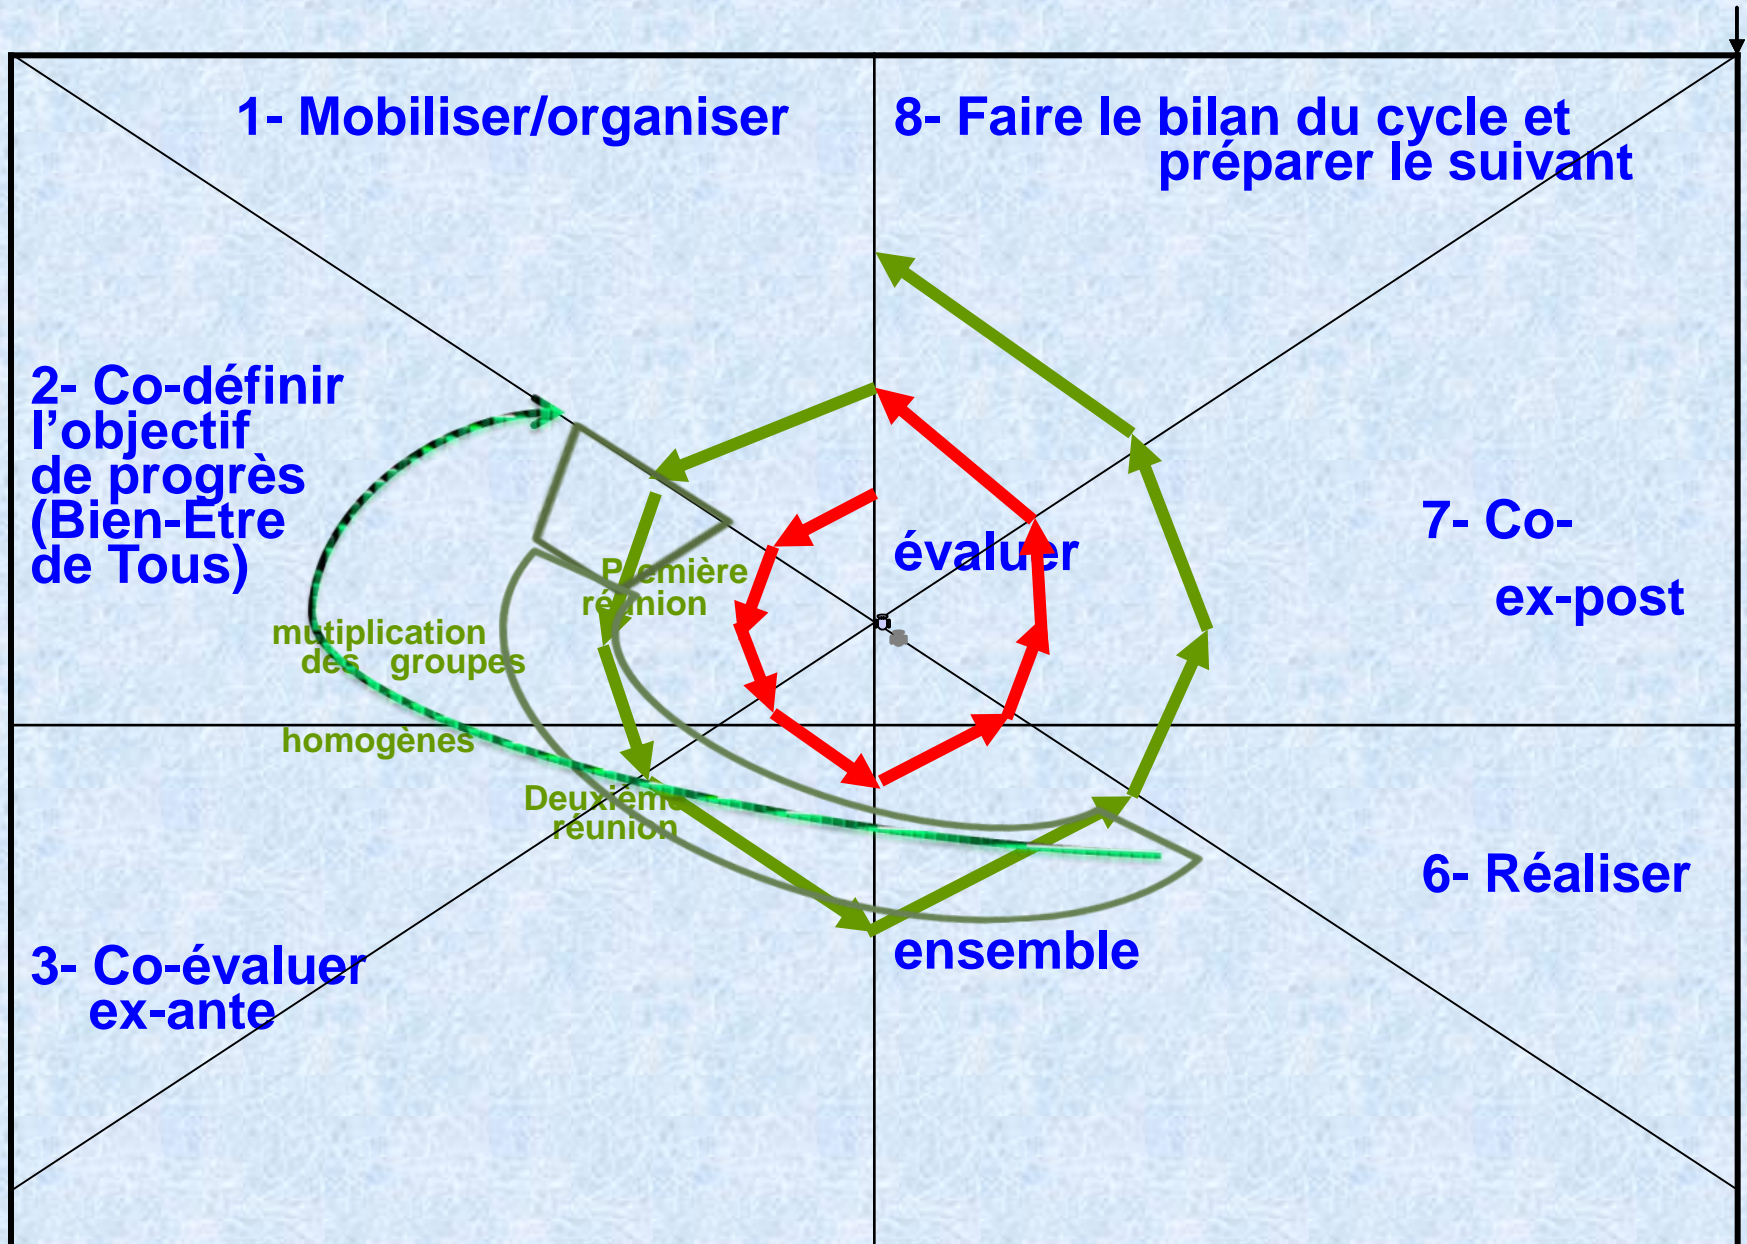 1- Mobiliser/organiser
8- Faire le bilan du cycle et
préparer le suivant
2- Co-définir
l’objectif
de progrès
(Bien-Etre
de Tous)
7- Co-
évaluer
ex-post
Première
réunion
mutiplication
des groupes
homogènes
Deuxième
réunion
6- Réaliser
ensemble
3- Co-évaluer
ex-ante